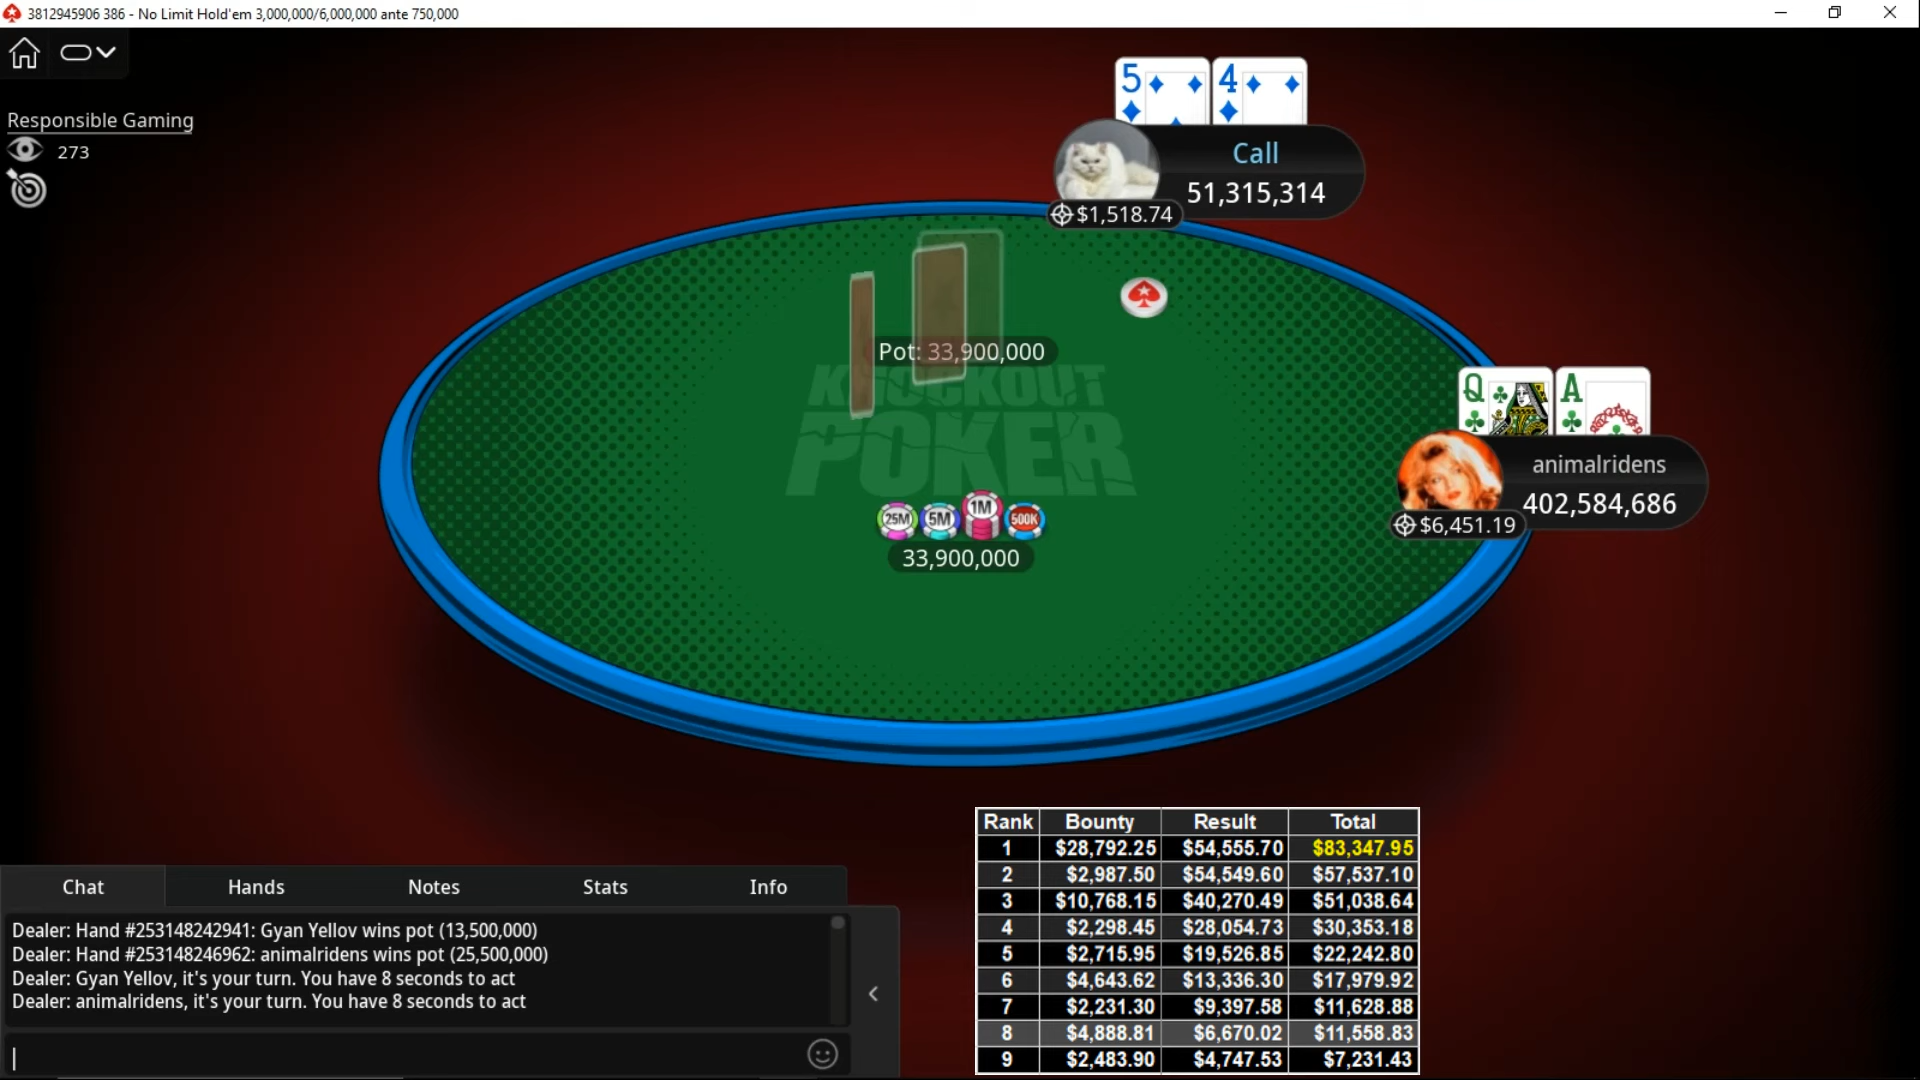 3812945906 386 - No Limit Hold'em 3,000,000/6,000,000 ante 750,000
Responsible Gaming
273
5 4
Call
51,315,314
$1,518.74
Pot: 33,900,000
KNOCKOUT
POKER
Q A
animalridens
402,584,686
$6,451.19
25M 5M 1M 500K
33,900,000
Rank Bounty Result Total
1 $28,792.25 $54,555.70 $83,347.95
2 $2,987.50 $54,549.60 $57,537.10
3 $10,768.15 $40,270.49 $51,038.64
4 $2,298.45 $28,054.73 $30,353.18
5 $2,715.95 $19,526.85 $22,242.80
6 $4,643.62 $13,336.30 $17,979.92
7 $2,231.30 $9,397.58 $11,628.88
8 $4,888.81 $6,670.02 $11,558.83
9 $2,483.90 $4,747.53 $7,231.43
Chat Hands Notes Stats Info
Dealer: Hand #253148242941: Gyan Yellov wins pot (13,500,000)
Dealer: Hand #253148246962: animalridens wins pot (25,500,000)
Dealer: Gyan Yellov, it's your turn. You have 8 seconds to act
Dealer: animalridens, it's your turn. You have 8 seconds to act